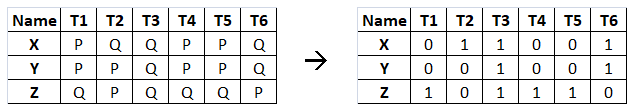 Name T1 T2 T3 T4 T5 T6
X P Q Q P P Q
Y P P Q P P Q
Z Q P Q Q Q P
→
Name T1 T2 T3 T4 T5 T6
X 0 1 1 0 0 1
Y 0 0 1 0 0 1
Z 1 0 1 1 1 0